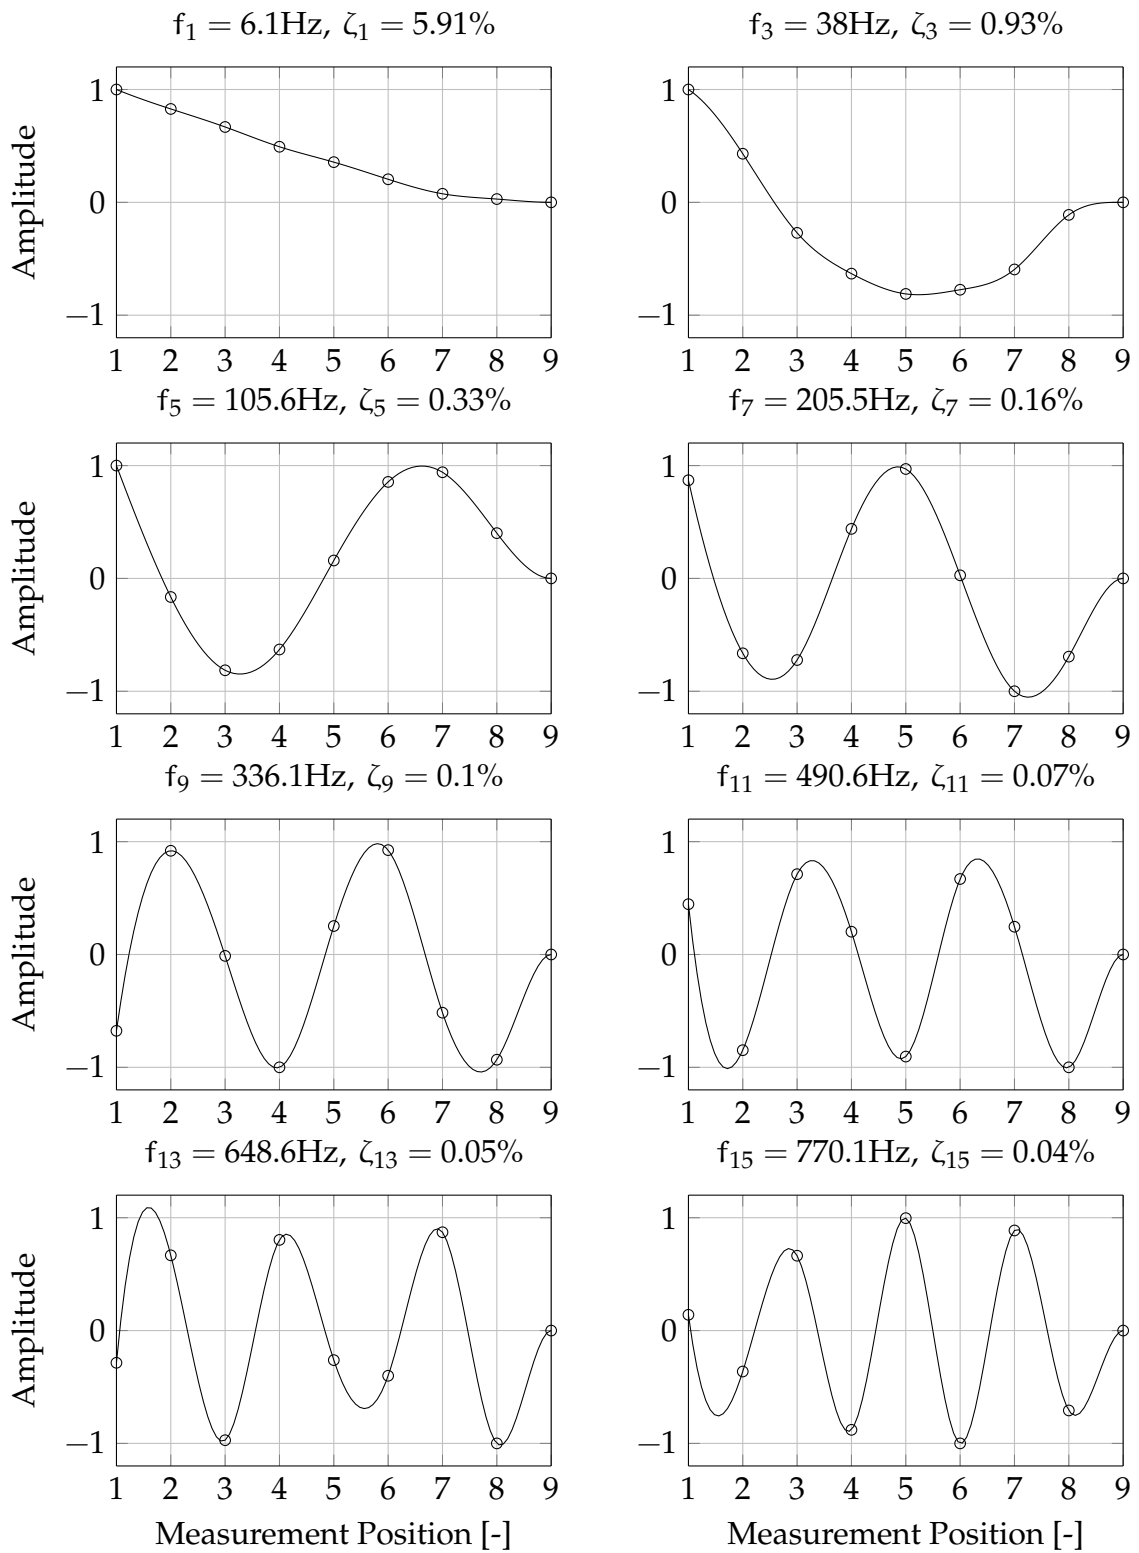 f₁ = 6.1Hz, ζ₁ = 5.91%
f₃ = 38Hz, ζ₃ = 0.93%
Amplitude
1
0
−1
1 2 3 4 5 6 7 8 9
1
0
−1
1 2 3 4 5 6 7 8 9
f₅ = 105.6Hz, ζ₅ = 0.33%
f₇ = 205.5Hz, ζ₇ = 0.16%
Amplitude
1
0
−1
1 2 3 4 5 6 7 8 9
1
0
−1
1 2 3 4 5 6 7 8 9
f₉ = 336.1Hz, ζ₉ = 0.1%
f₁₁ = 490.6Hz, ζ₁₁ = 0.07%
Amplitude
1
0
−1
1 2 3 4 5 6 7 8 9
1
0
−1
1 2 3 4 5 6 7 8 9
f₁₃ = 648.6Hz, ζ₁₃ = 0.05%
f₁₅ = 770.1Hz, ζ₁₅ = 0.04%
Amplitude
1
0
−1
1 2 3 4 5 6 7 8 9
Measurement Position [-]
1
0
−1
1 2 3 4 5 6 7 8 9
Measurement Position [-]